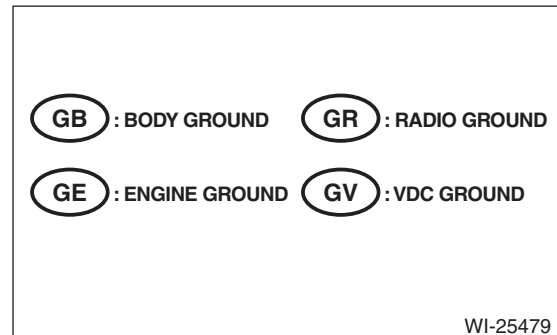 GB : BODY GROUND GR : RADIO GROUND
GE : ENGINE GROUND GV : VDC GROUND
WI-25479